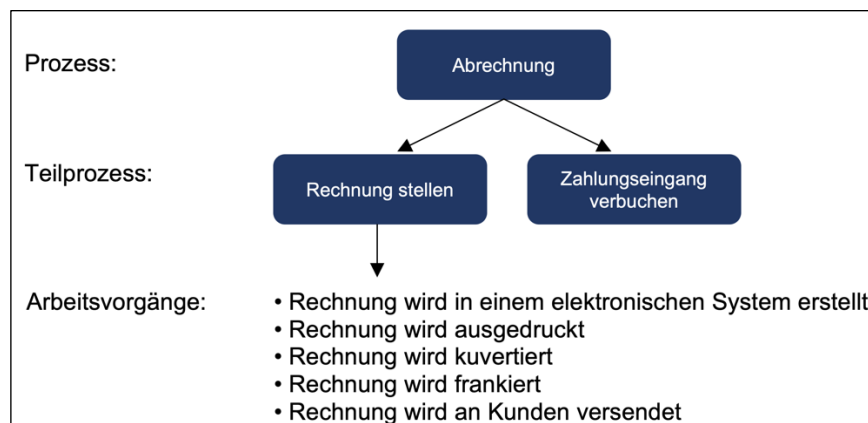 Prozess:
Abrechnung
Teilprozess:
Rechnung stellen
Zahlungseingang
verbuchen
Arbeitsvorgänge:
• Rechnung wird in einem elektronischen System erstellt
• Rechnung wird ausgedruckt
• Rechnung wird kuvertiert
• Rechnung wird frankiert
• Rechnung wird an Kunden versendet